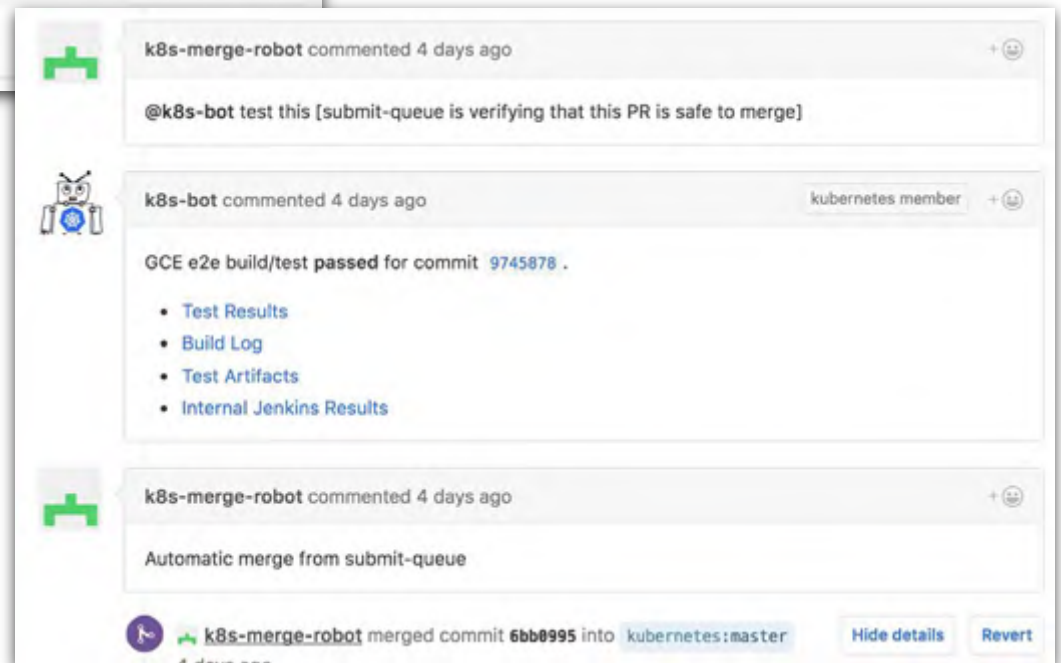 k8s-merge-robot commented 4 days ago
@k8s-bot test this [submit-queue is verifying that this PR is safe to merge]
k8s-bot commented 4 days ago kubernetes member
GCE e2e build/test passed for commit 9745878 .
• Test Results
• Build Log
• Test Artifacts
• Internal Jenkins Results
k8s-merge-robot commented 4 days ago
Automatic merge from submit-queue
k8s-merge-robot merged commit 6bb0995 into kubernetes:master Hide details Revert
4 days ago